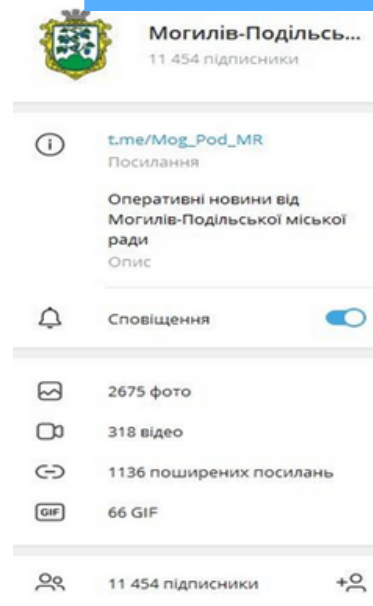 Могилів-Подільсь...
11 454 підписники
t.me/Mog_Pod_MR
Посилання
Оперативні новини від
Могилів-Подільської міської
ради
Опис
Сповіщення
2675 фото
318 відео
1136 поширених посилань
GIF 66 GIF
11 454 підписники